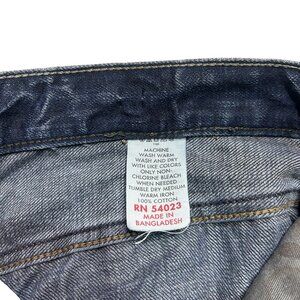 MACHINE
WASH WARM
WASH AND DRY
WITH LIKE COLORS
ONLY NON-
CHLORINE BLEACH
WHEN NEEDED
TUMBLE DRY MEDIUM
WARM IRON
100% COTTON
RN 54023
MADE IN
BANGLADESH